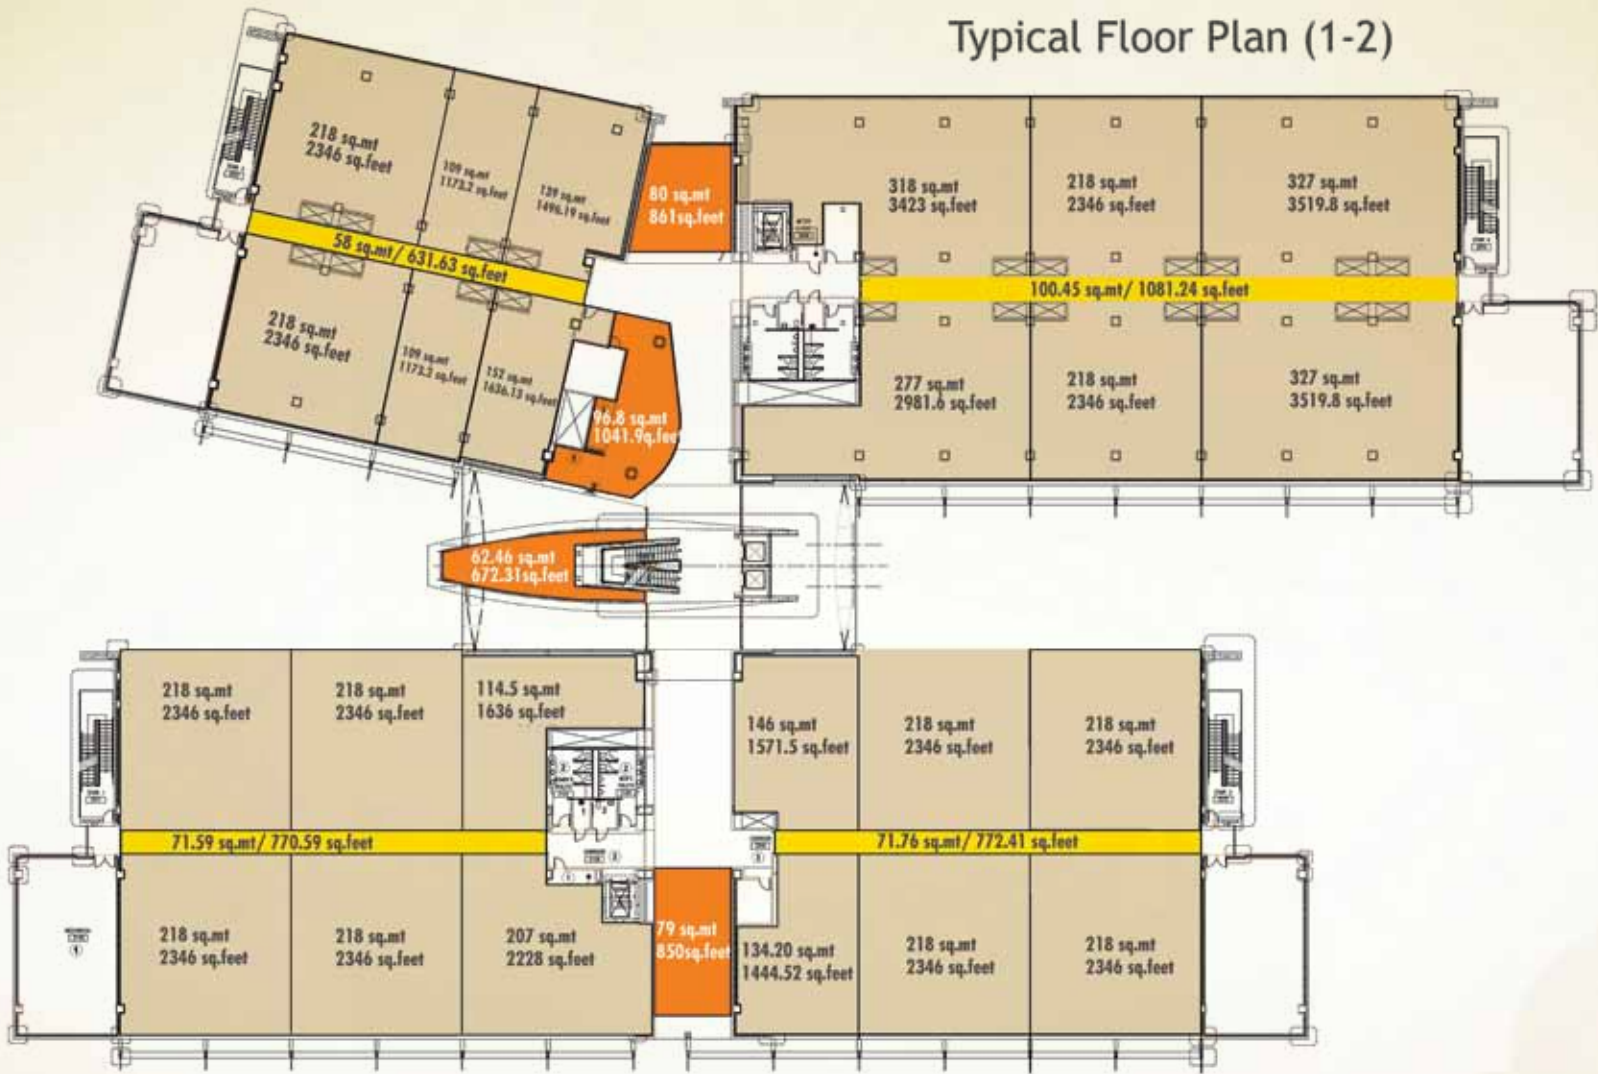 Typical Floor Plan (1-2)
218 sq.mt
2346 sq.feet
109 sq.mt
1173.2 sq.feet
139 sq.mt
1496.19 sq.feet
80 sq.mt
861sq.feet
58 sq.mt/ 631.63 sq.feet
218 sq.mt
2346 sq.feet
109 sq.mt
1173.2 sq.feet
152 sq.mt
1636.13 sq.feet
96.8 sq.mt
1041.9q.feet
318 sq.mt
3423 sq.feet
218 sq.mt
2346 sq.feet
327 sq.mt
3519.8 sq.feet
100.45 sq.mt/ 1081.24 sq.feet
277 sq.mt
2981.6 sq.feet
218 sq.mt
2346 sq.feet
327 sq.mt
3519.8 sq.feet
62.46 sq.mt
672.31sq.feet
218 sq.mt
2346 sq.feet
218 sq.mt
2346 sq.feet
114.5 sq.mt
1636 sq.feet
71.59 sq.mt/ 770.59 sq.feet
218 sq.mt
2346 sq.feet
218 sq.mt
2346 sq.feet
207 sq.mt
2228 sq.feet
79 sq.mt
850sq.feet
146 sq.mt
1571.5 sq.feet
218 sq.mt
2346 sq.feet
218 sq.mt
2346 sq.feet
71.76 sq.mt/ 772.41 sq.feet
134.20 sq.mt
1444.52 sq.feet
218 sq.mt
2346 sq.feet
218 sq.mt
2346 sq.feet